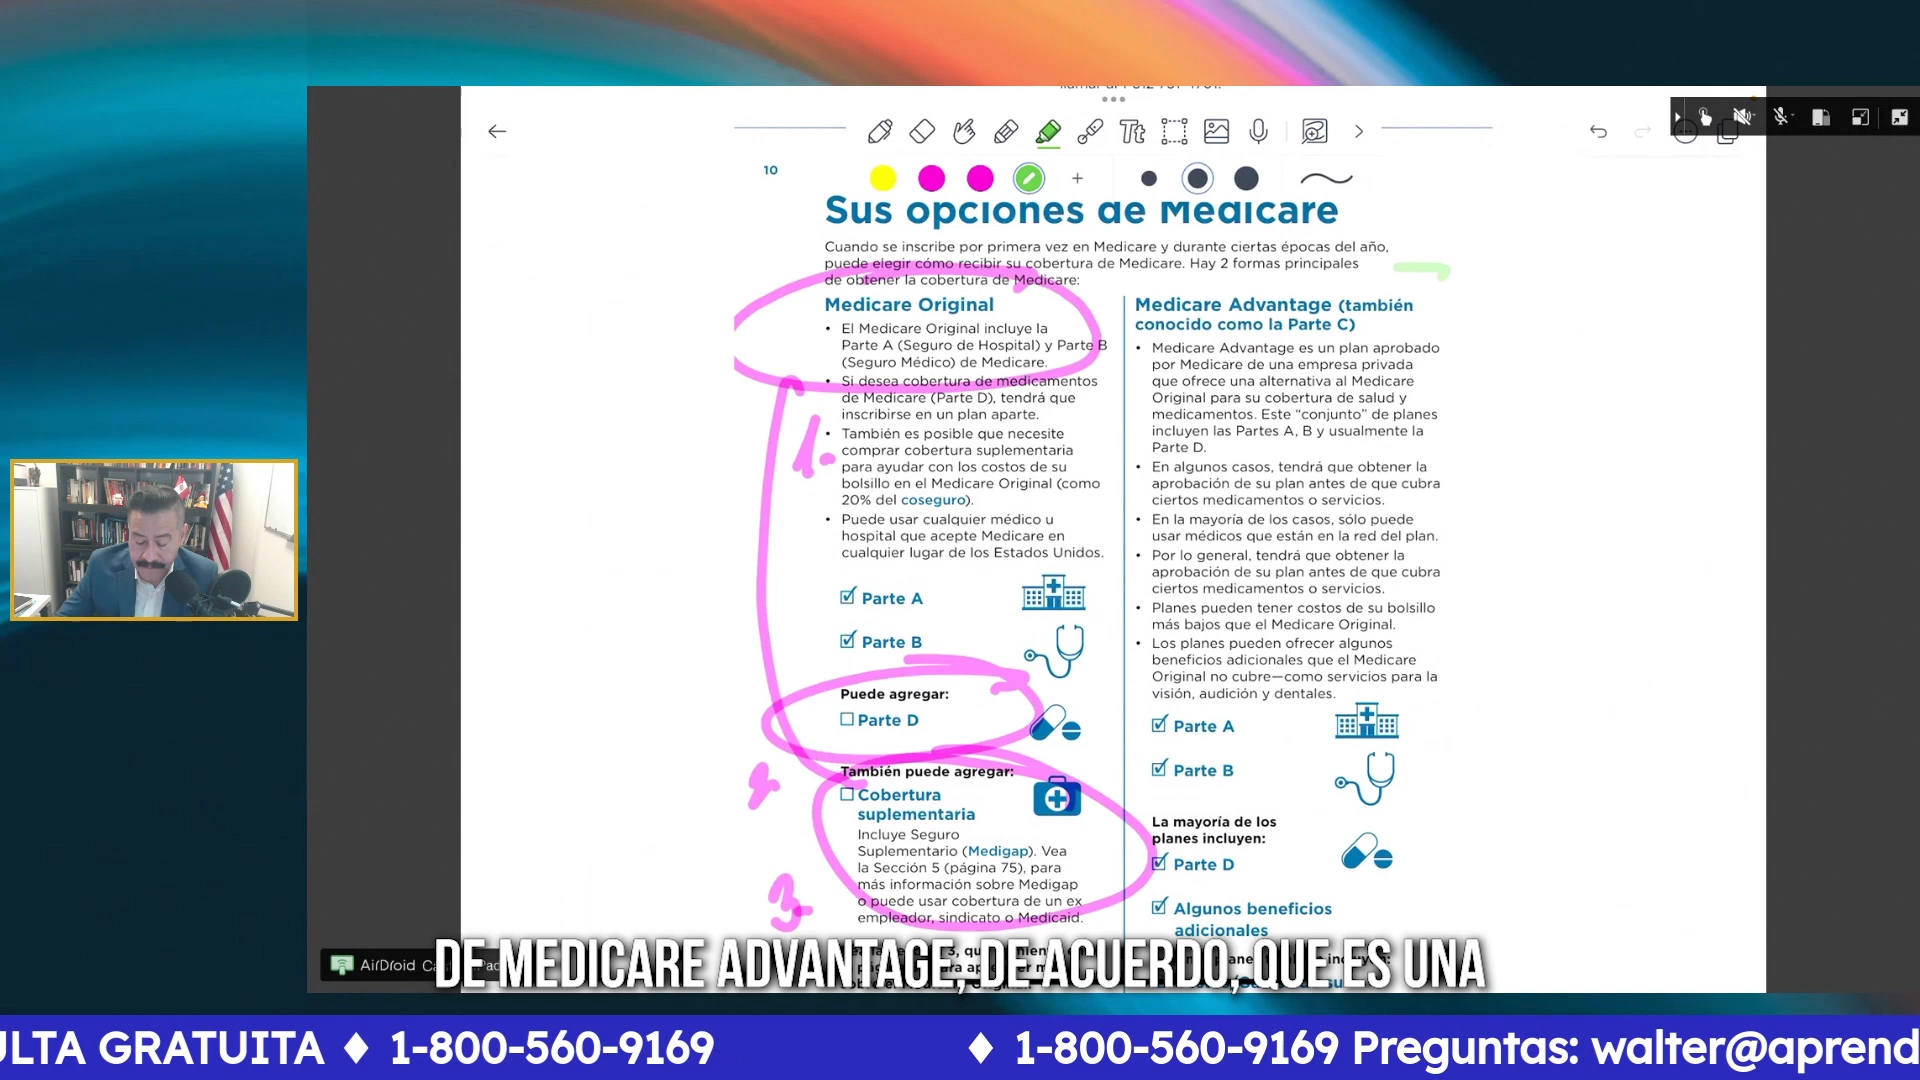 10
Sus opciones de Medicare
Cuando se inscribe por primera vez en Medicare y durante ciertas épocas del año,
puede elegir cómo recibir su cobertura de Medicare. Hay 2 formas principales
de obtener la cobertura de Medicare:
Medicare Original
• El Medicare Original incluye la
Parte A (Seguro de Hospital) y Parte B
(Seguro Médico) de Medicare.
• Si desea cobertura de medicamentos
de Medicare (Parte D), tendrá que
inscribirse en un plan aparte.
• También es posible que necesite
comprar cobertura suplementaria
para ayudar con los costos de su
bolsillo en el Medicare Original (como
20% del coseguro).
• Puede usar cualquier médico u
hospital que acepte Medicare en
cualquier lugar de los Estados Unidos.
Parte A
Parte B
Puede agregar:
Parte D
También puede agregar:
Cobertura
suplementaria
Incluye Seguro
Suplementario (Medigap). Vea
la Sección 5 (página 75), para
más información sobre Medigap
o puede usar cobertura de un ex
empleador, sindicato o Medicaid.
1.
3
Medicare Advantage (también
conocido como la Parte C)
• Medicare Advantage es un plan aprobado
por Medicare de una empresa privada
que ofrece una alternativa al Medicare
Original para su cobertura de salud y
medicamentos. Este “conjunto” de planes
incluyen las Partes A, B y usualmente la
Parte D.
• En algunos casos, tendrá que obtener la
aprobación de su plan antes de que cubra
ciertos medicamentos o servicios.
• En la mayoría de los casos, sólo puede
usar médicos que están en la red del plan.
• Por lo general, tendrá que obtener la
aprobación de su plan antes de que cubra
ciertos medicamentos o servicios.
• Planes pueden tener costos de su bolsillo
más bajos que el Medicare Original.
• Los planes pueden ofrecer algunos
beneficios adicionales que el Medicare
Original no cubre—como servicios para la
visión, audición y dentales.
Parte A
Parte B
La mayoría de los
planes incluyen:
Parte D
Algunos beneficios
adicionales
AirDroid
DE MEDICARE ADVANTAGE, DE ACUERDO, QUE ES UNA
ULTA GRATUITA ♦ 1-800-560-9169 ♦ 1-800-560-9169 Preguntas: walter@aprend